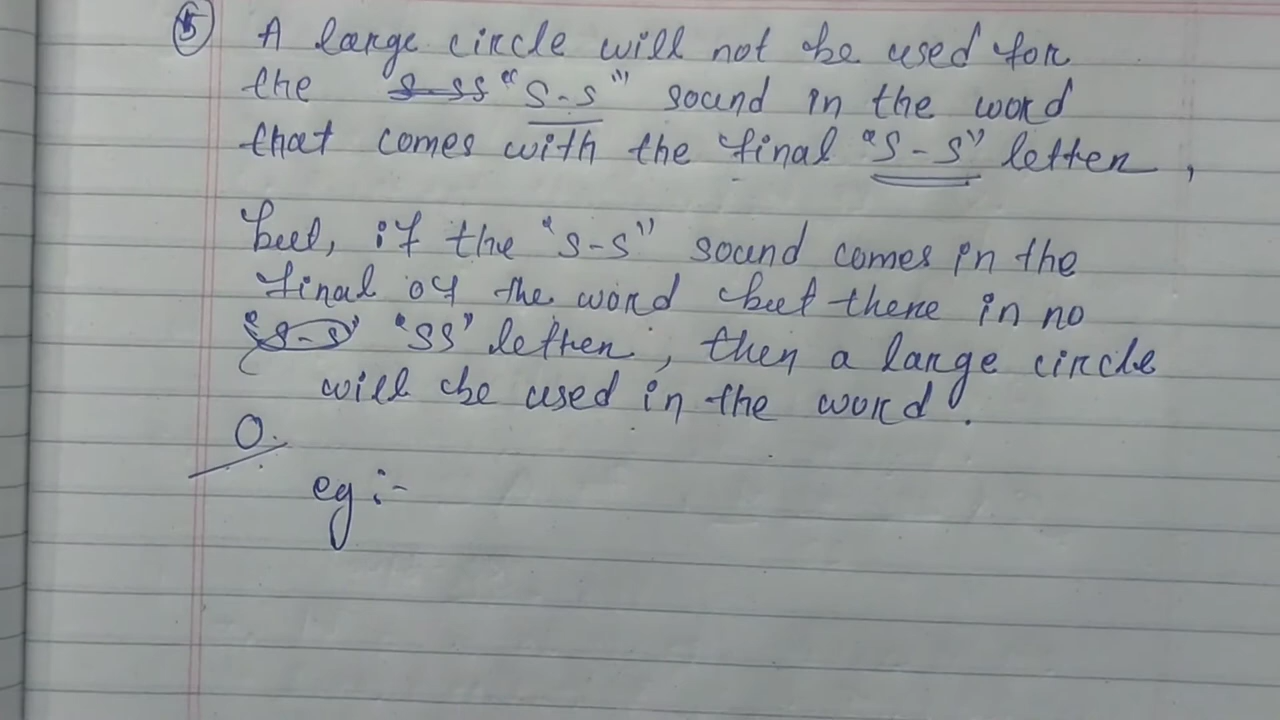 ⑤ A large circle will not be used for
the "S-S" sound in the word
that comes with the final "S-S" letter,
but, if the "S-S" sound comes in the
final of the word but there in no
"SS" letter, then a large circle
will be used in the word.
O.
eg :-